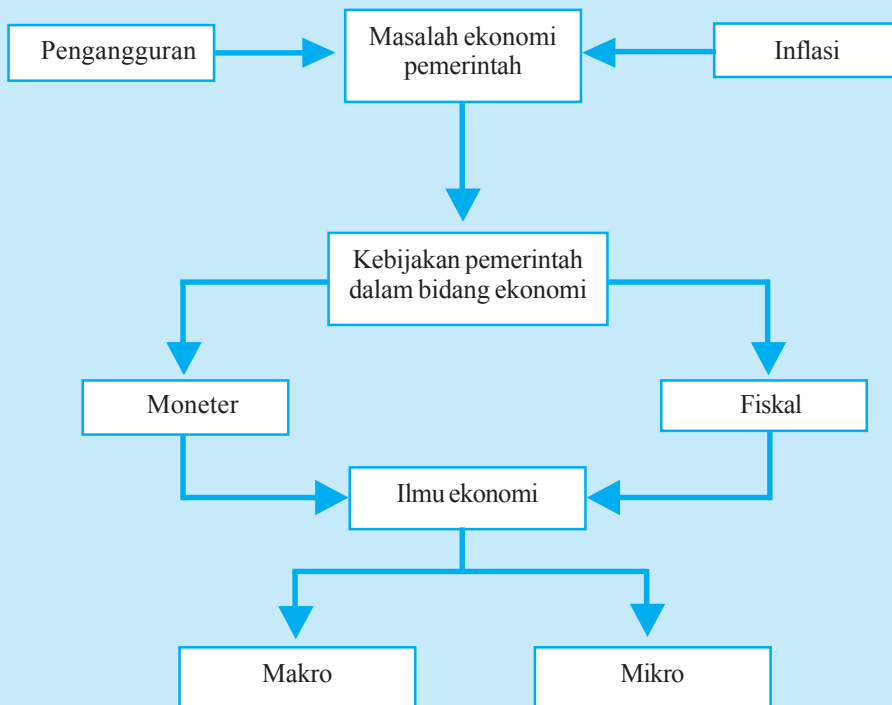 Pengangguran
Masalah ekonomi
pemerintah
Inflasi
Kebijakan pemerintah
dalam bidang ekonomi
Moneter
Fiskal
Ilmu ekonomi
Makro
Mikro